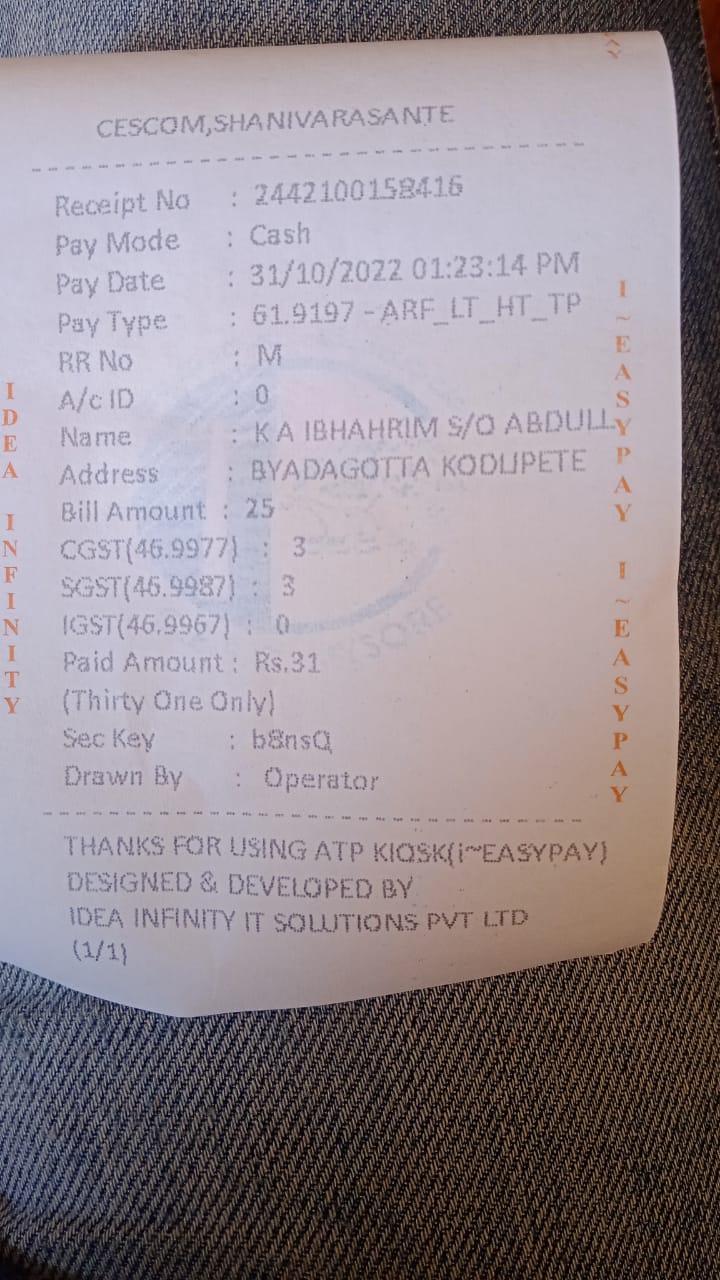 CESCOM,SHANIVARASANTE
Receipt No : 2442100158416
Pay Mode : Cash
Pay Date : 31/10/2022 01:23:14 PM
Pay Type : 61.9197 - ARF_LT_HT_TP
RR No : M
A/c ID : 0
Name : K A IBHAHRIM S/O ABDULL
Address : BYADAGOTTA KODLIPETE
Bill Amount : 25
CGST(46.9977) : 3
SGST(46.9987) : 3
IGST(46.9967) : 0
Paid Amount : Rs.31
(Thirty One Only)
Sec Key : b8nsQ
Drawn By : Operator
THANKS FOR USING ATP KIOSK(i~EASYPAY)
DESIGNED & DEVELOPED BY
IDEA INFINITY IT SOLUTIONS PVT LTD
(1/1)
IDEA INFINITY
I~EASYPAY I~EASYPAY